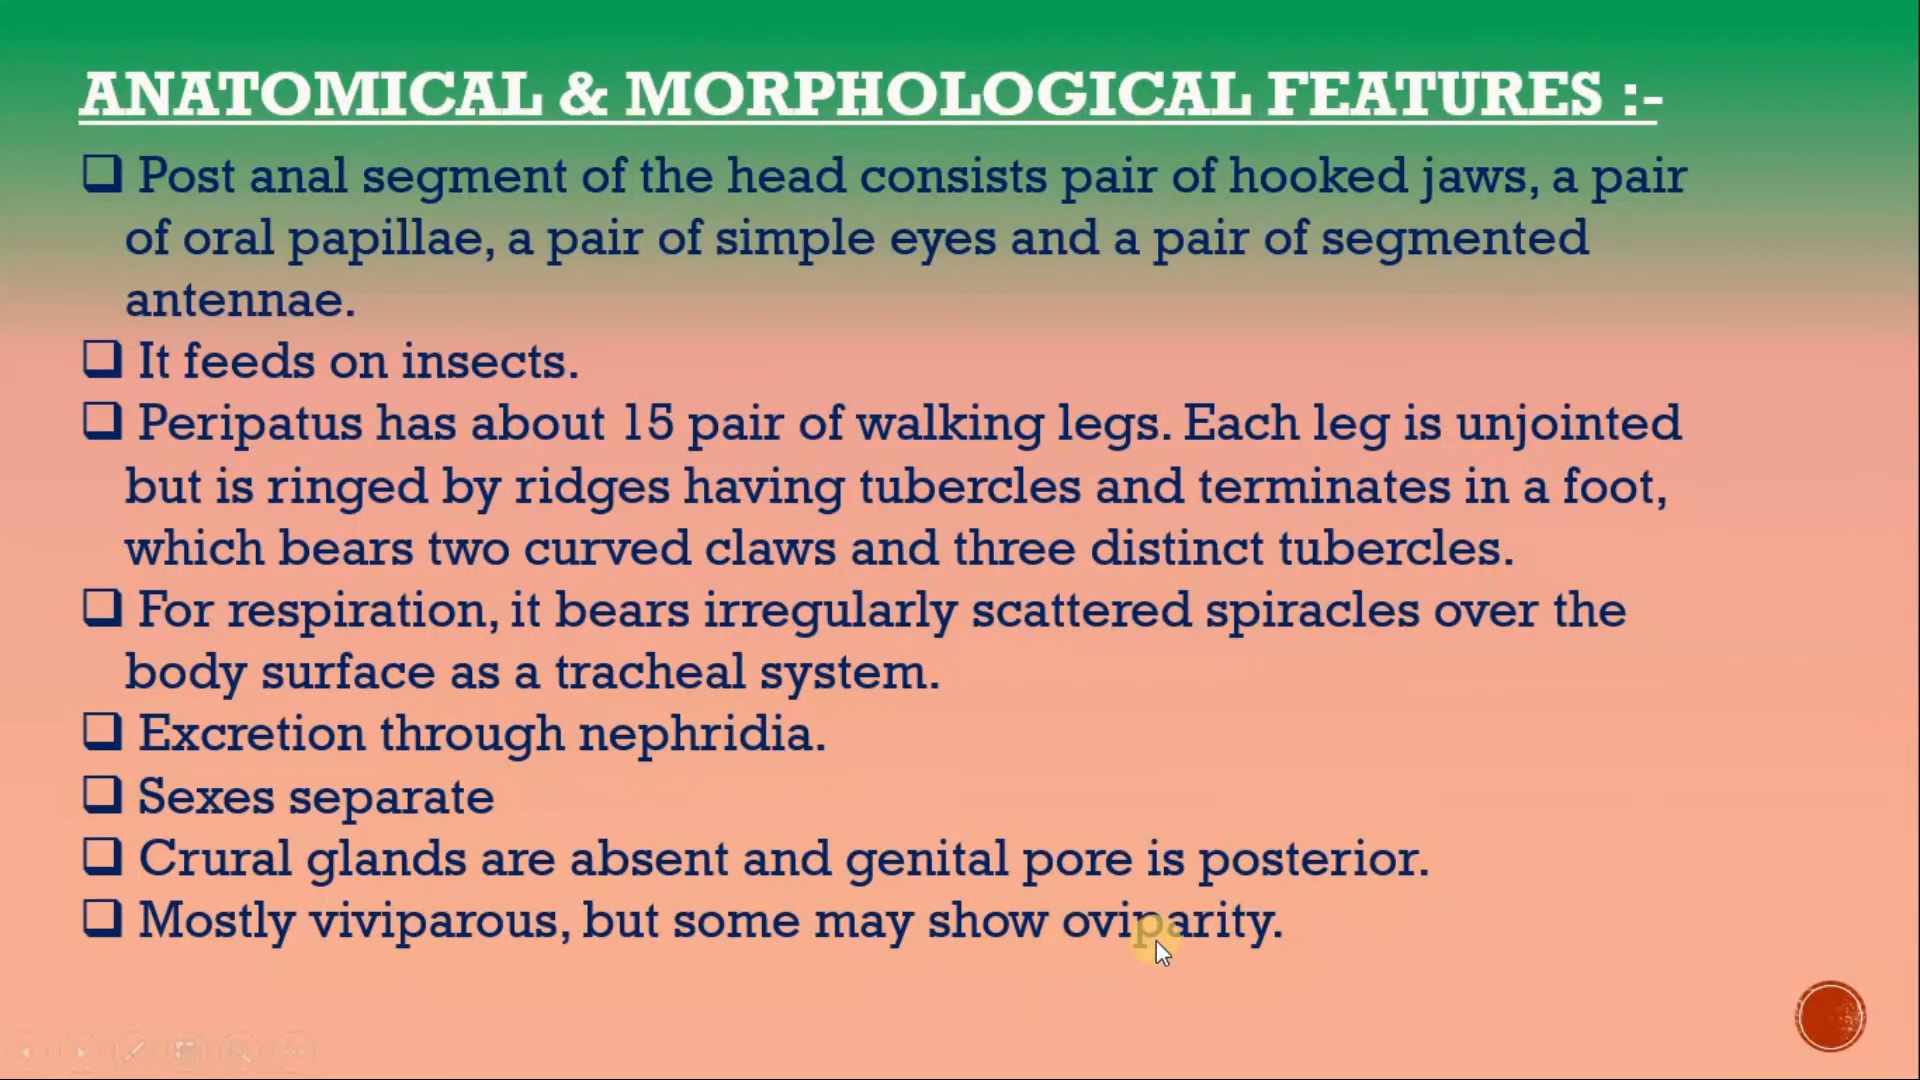 ANATOMICAL & MORPHOLOGICAL FEATURES :-
Post anal segment of the head consists pair of hooked jaws, a pair
of oral papillae, a pair of simple eyes and a pair of segmented
antennae.
It feeds on insects.
Peripatus has about 15 pair of walking legs. Each leg is unjointed
but is ringed by ridges having tubercles and terminates in a foot,
which bears two curved claws and three distinct tubercles.
For respiration, it bears irregularly scattered spiracles over the
body surface as a tracheal system.
Excretion through nephridia.
Sexes separate
Crural glands are absent and genital pore is posterior.
Mostly viviparous, but some may show oviparity.